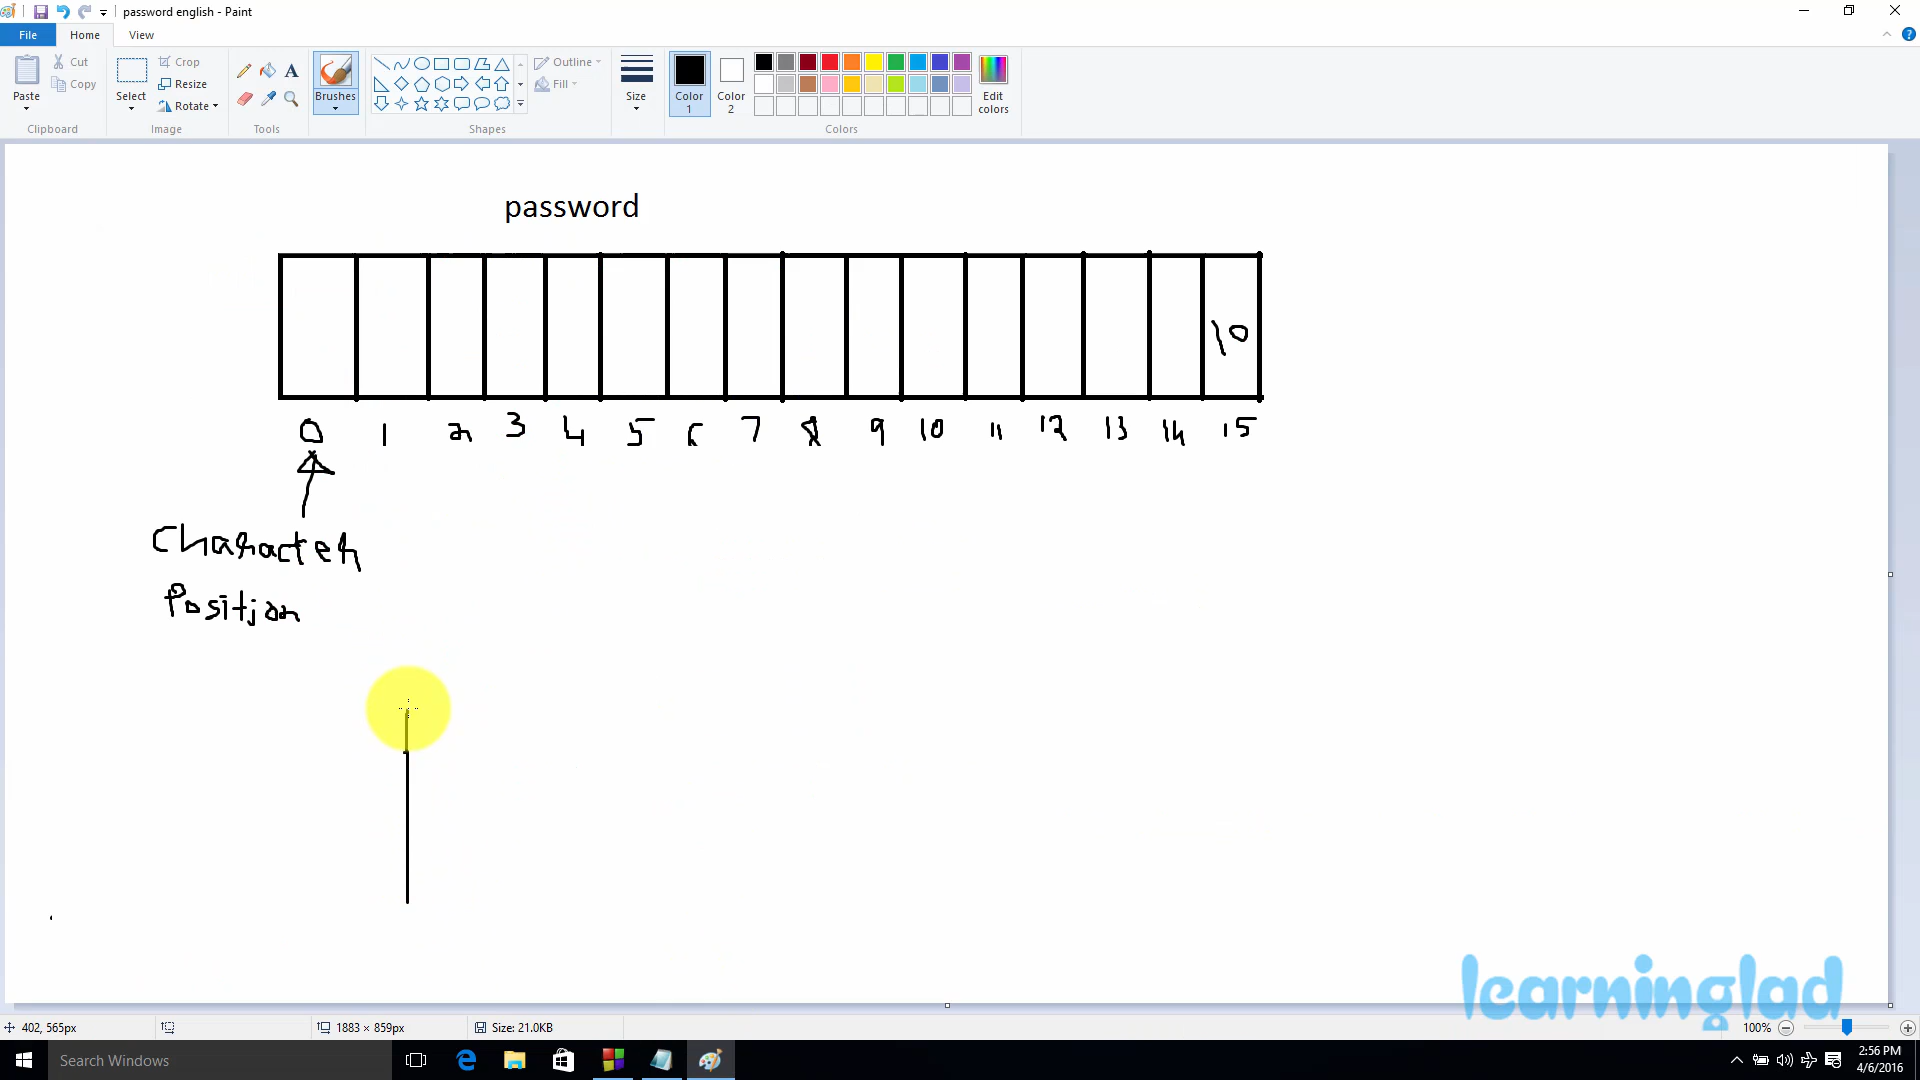 password english - Paint
File Home View
Paste Cut Copy
Clipboard
Select Crop Resize Rotate
Image
Tools
Brushes
Shapes
Outline Fill
Size
Color 1
Color 2
Edit colors
Colors
password
10
0 1 2 3 4 5 6 7 8 9 10 11 12 13 14 15
Character
Position
learninglad
402, 565px 1883 × 859px Size: 21.0KB 100%
Search Windows
2:56 PM
4/6/2016